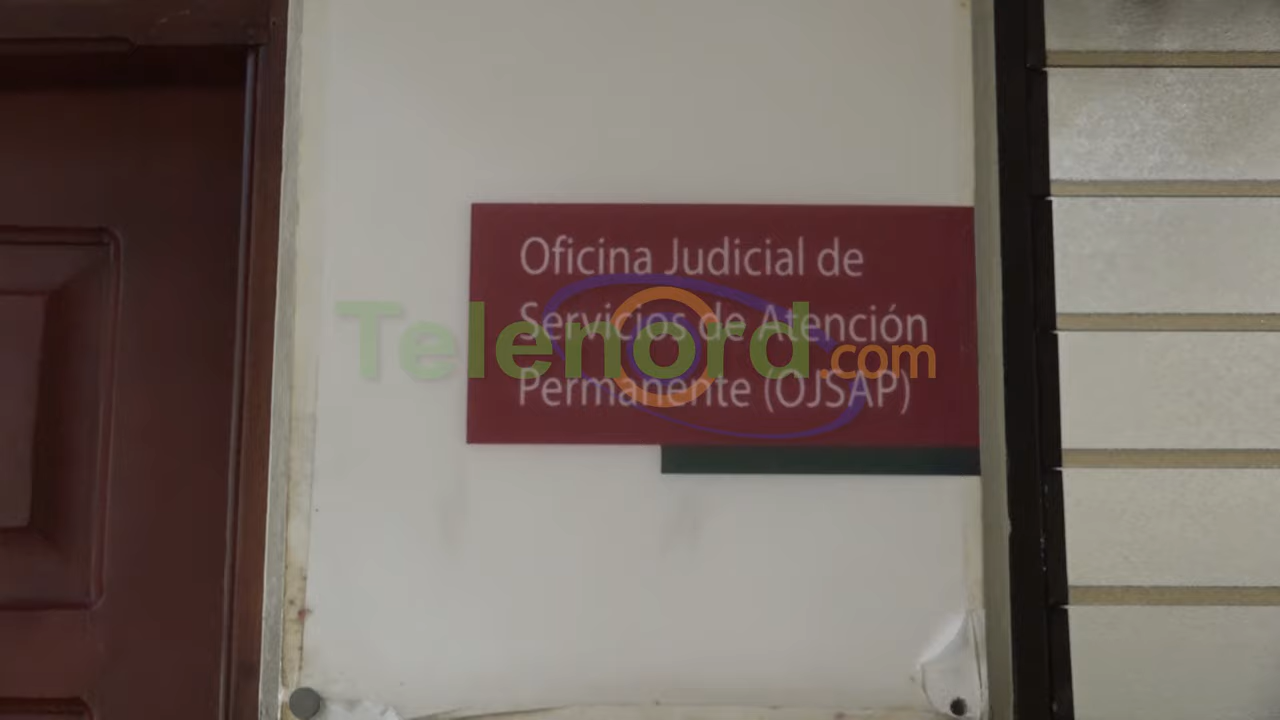 Oficina Judicial de
Servicios de Atención
Permanente (OJSAP)
Telenord.com